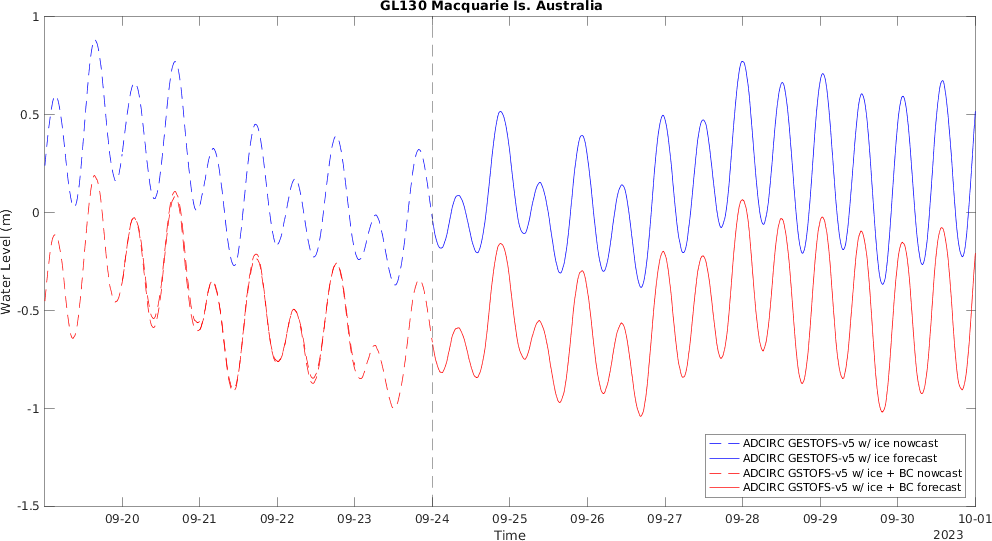 GL130 Macquarie Is. Australia
Water Level (m)
1
0.5
0
-0.5
-1
-1.5
ADCIRC GESTOFS-v5 w/ ice nowcast
ADCIRC GESTOFS-v5 w/ ice forecast
ADCIRC GSTOFS-v5 w/ ice + BC nowcast
ADCIRC GSTOFS-v5 w/ ice + BC forecast
09-20 09-21 09-22 09-23 09-24 09-25 09-26 09-27 09-28 09-29 09-30 10-01
Time
2023